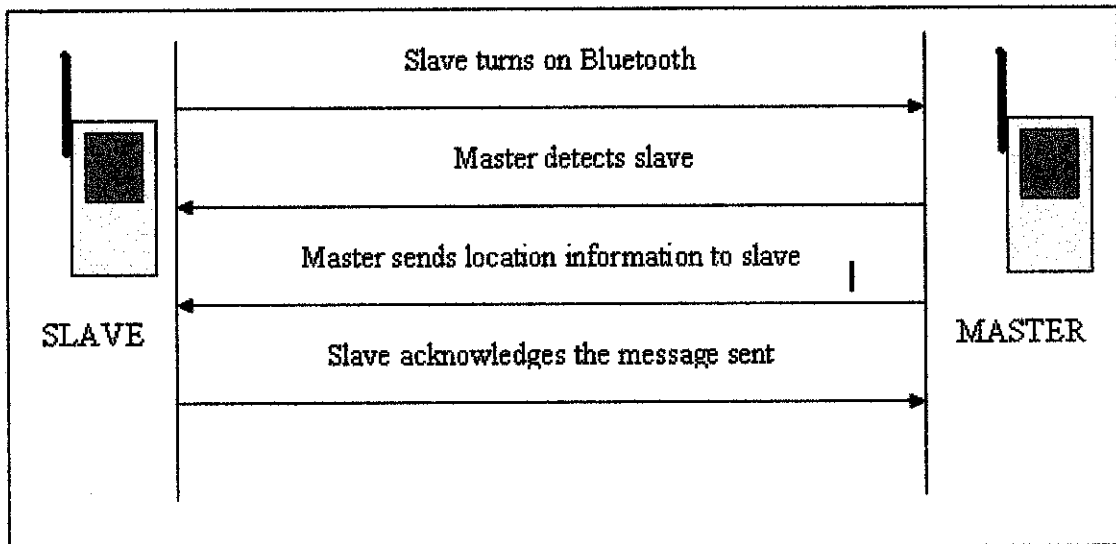 Slave turns on Bluetooth
Master detects slave
Master sends location information to slave
SLAVE
MASTER
Slave acknowledges the message sent